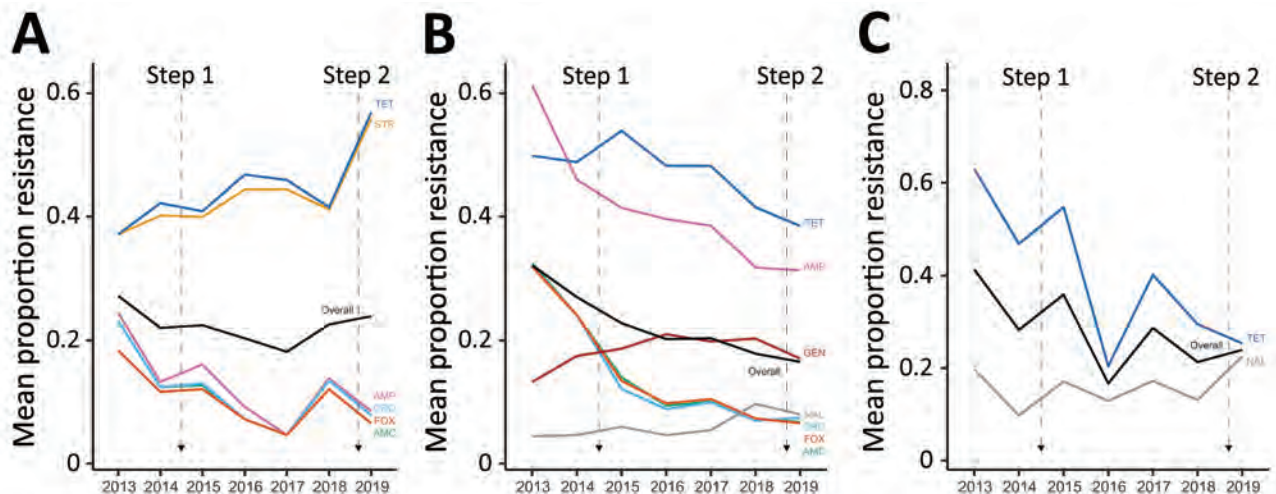 A
Mean proportion resistance
0.6
0.4
0.2
0
Step 1
Step 2
TET
STR
Overall
AMP
CRO
FOX
AMC
2013 2014 2015 2016 2017 2018 2019
B
Mean proportion resistance
0.6
0.4
0.2
0
Step 1
Step 2
TET
AMP
GEN
Overall
NAL
CRO
FOX
AMC
2013 2014 2015 2016 2017 2018 2019
C
Mean proportion resistance
0.8
0.6
0.4
0.2
0
Step 1
Step 2
Overall
TET
NAL
2013 2014 2015 2016 2017 2018 2019